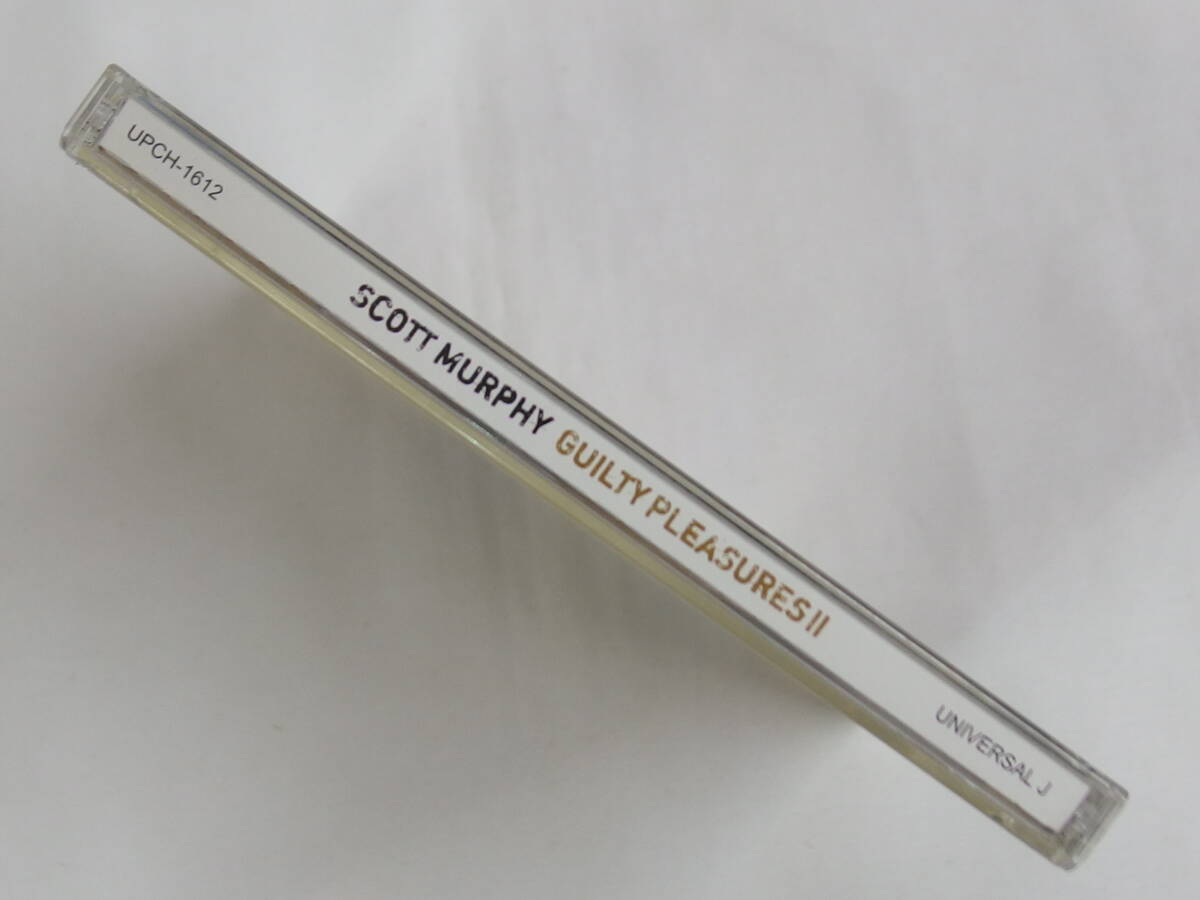 UPCH-1612
SCOTT MURPHY GUILTY PLEASURES II
UNIVERSAL J